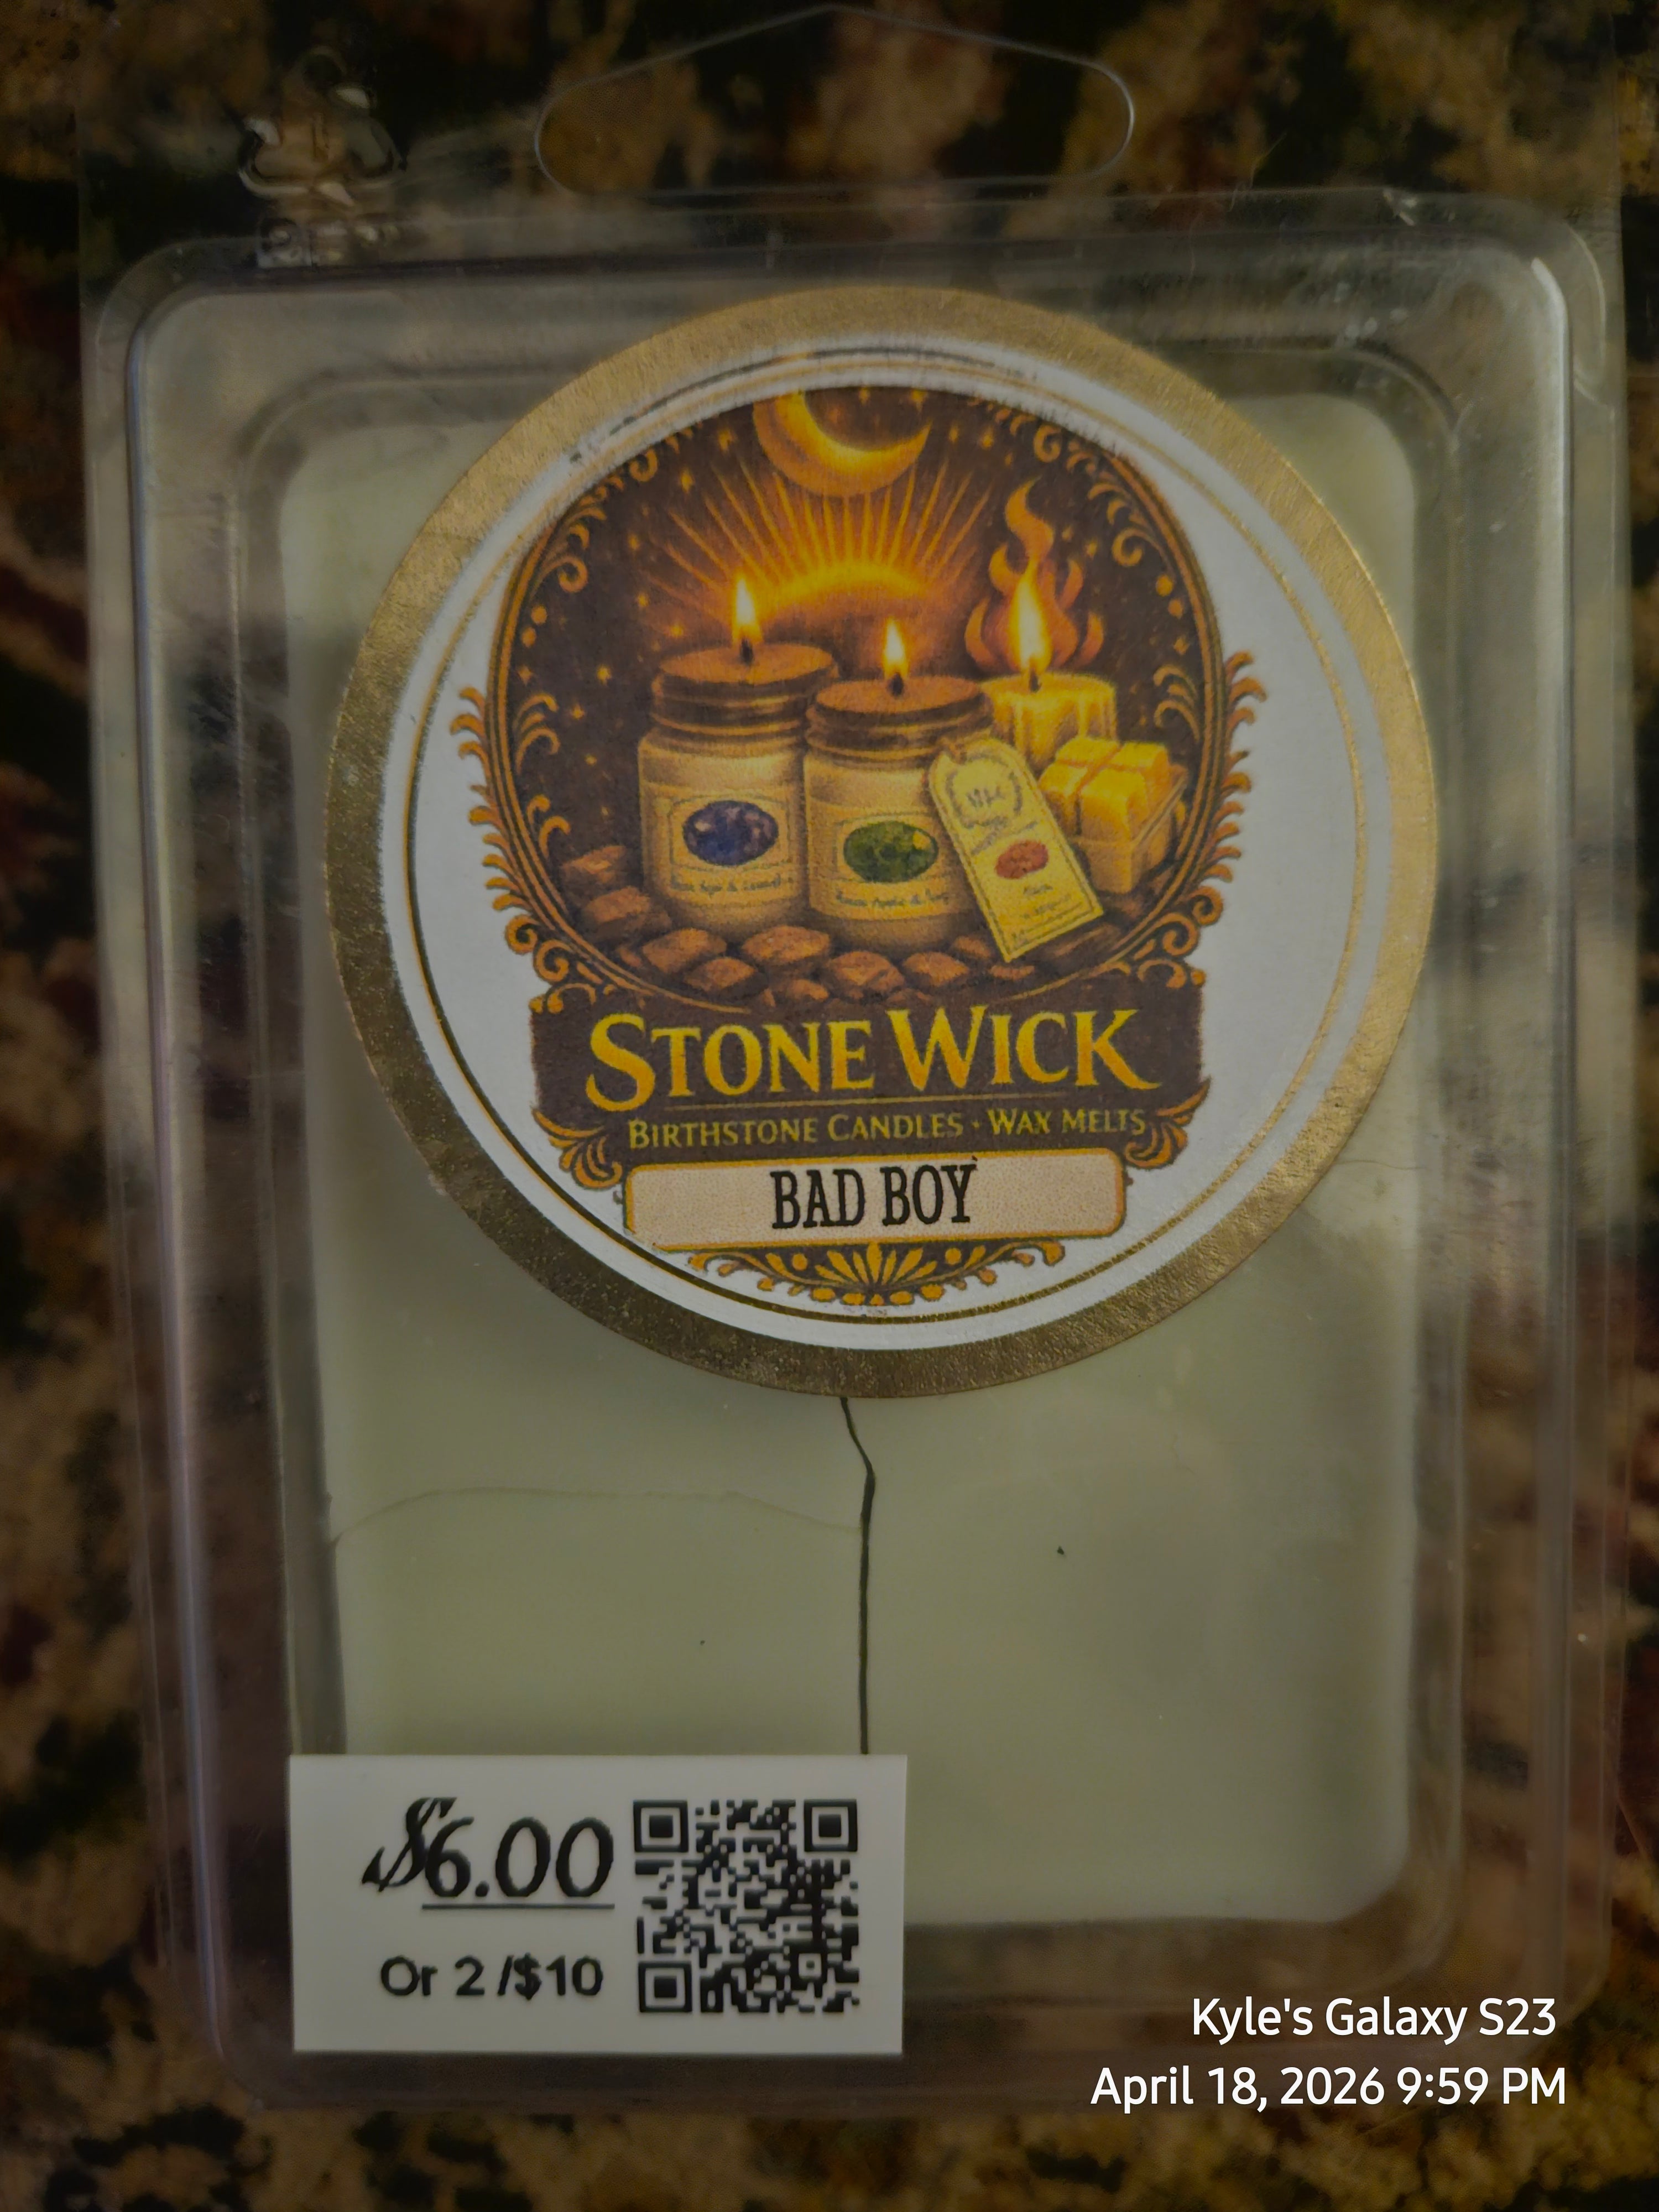 STONE WICK
BIRTHSTONE CANDLES • WAX MELTS
BAD BOY
$6.00
Or 2 /$10
Kyle's Galaxy S23
April 18, 2026 9:59 PM